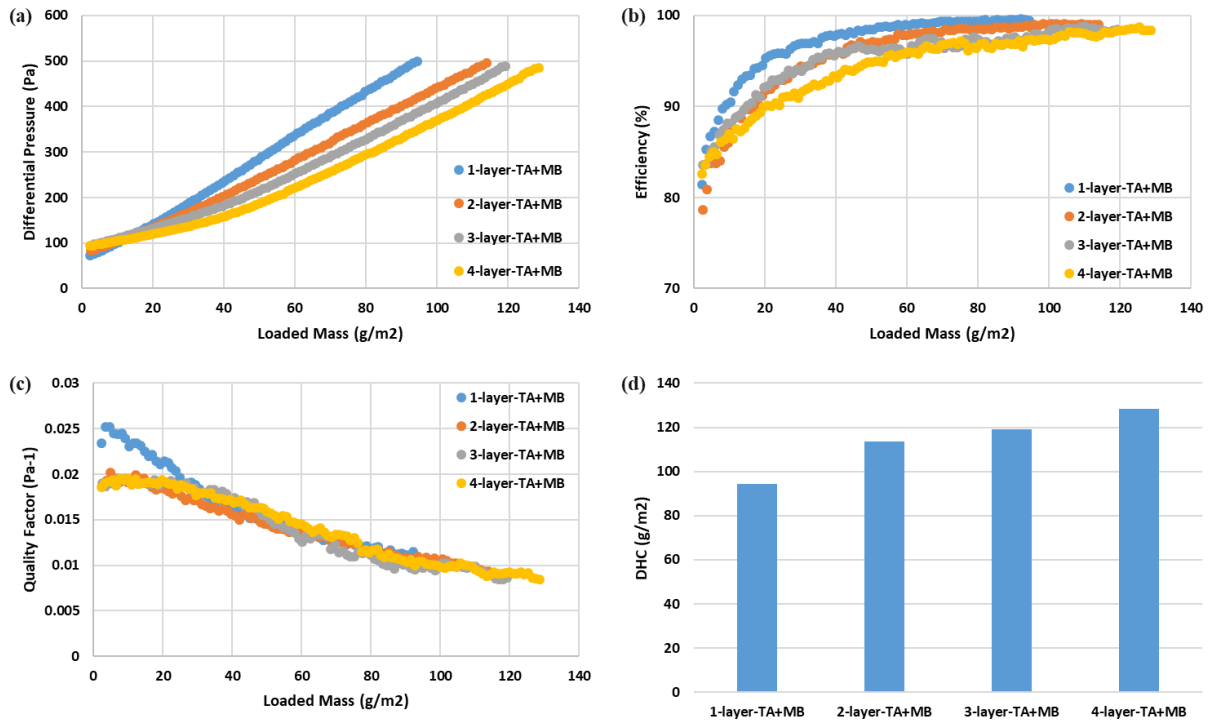 (a)
600
500
400
300
200
100
0
Differential Pressure (Pa)
0 20 40 60 80 100 120 140
Loaded Mass (g/m2)
1-layer-TA+MB
2-layer-TA+MB
3-layer-TA+MB
4-layer-TA+MB
(b)
100
90
80
70
Efficiency (%)
0 20 40 60 80 100 120 140
Loaded Mass (g/m2)
1-layer-TA+MB
2-layer-TA+MB
3-layer-TA+MB
4-layer-TA+MB
(c)
0.03
0.025
0.02
0.015
0.01
0.005
0
Quality Factor (Pa-1)
0 20 40 60 80 100 120 140
Loaded Mass (g/m2)
1-layer-TA+MB
2-layer-TA+MB
3-layer-TA+MB
4-layer-TA+MB
(d)
140
120
100
80
60
40
20
0
DHC (g/m2)
1-layer-TA+MB 2-layer-TA+MB 3-layer-TA+MB 4-layer-TA+MB